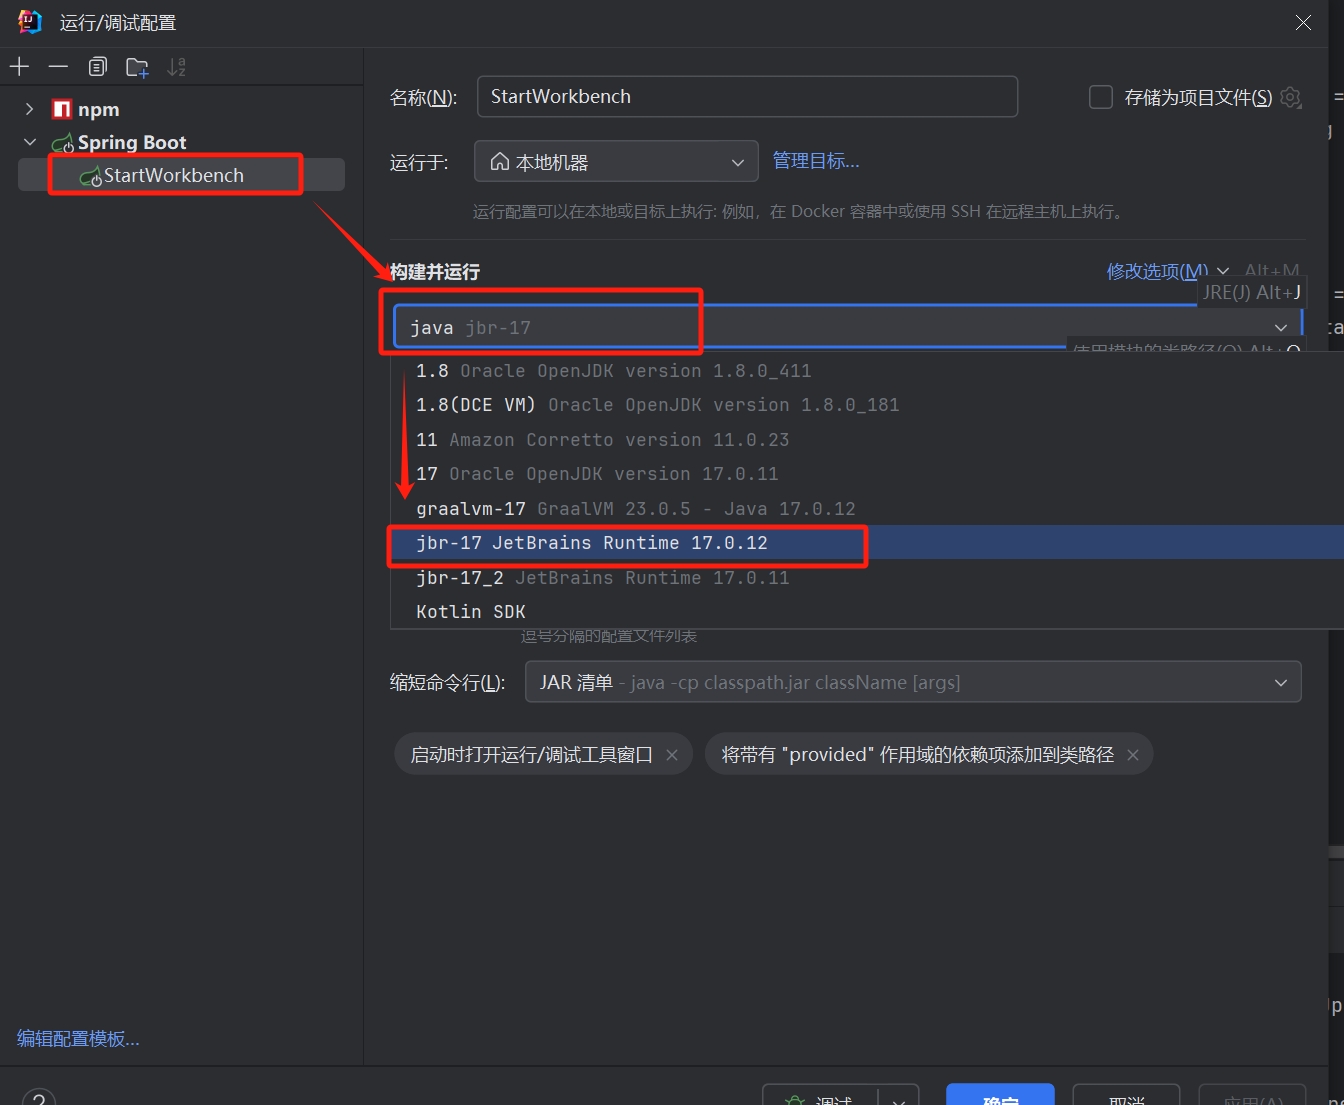 运行/调试配置
npm
Spring Boot
StartWorkbench
编辑配置模板...
名称(N): StartWorkbench 存储为项目文件(S)
运行于: 本地机器 管理目标...
运行配置可以在本地或目标上执行: 例如，在 Docker 容器中或使用 SSH 在远程主机上执行。
构建并运行 修改选项(M) Alt+M
JRE(J) Alt+J
java jbr-17
使用模块的类路径(O) Alt+O
1.8 Oracle OpenJDK version 1.8.0_411
1.8(DCE VM) Oracle OpenJDK version 1.8.0_181
11 Amazon Corretto version 11.0.23
17 Oracle OpenJDK version 17.0.11
graalvm-17 GraalVM 23.0.5 - Java 17.0.12
jbr-17 JetBrains Runtime 17.0.12
jbr-17_2 JetBrains Runtime 17.0.11
Kotlin SDK
逗号分隔的配置文件列表
缩短命令行(L): JAR 清单 - java -cp classpath.jar className [args]
启动时打开运行/调试工具窗口 将带有 "provided" 作用域的依赖项添加到类路径
? 调试 确定 取消 应用(A)